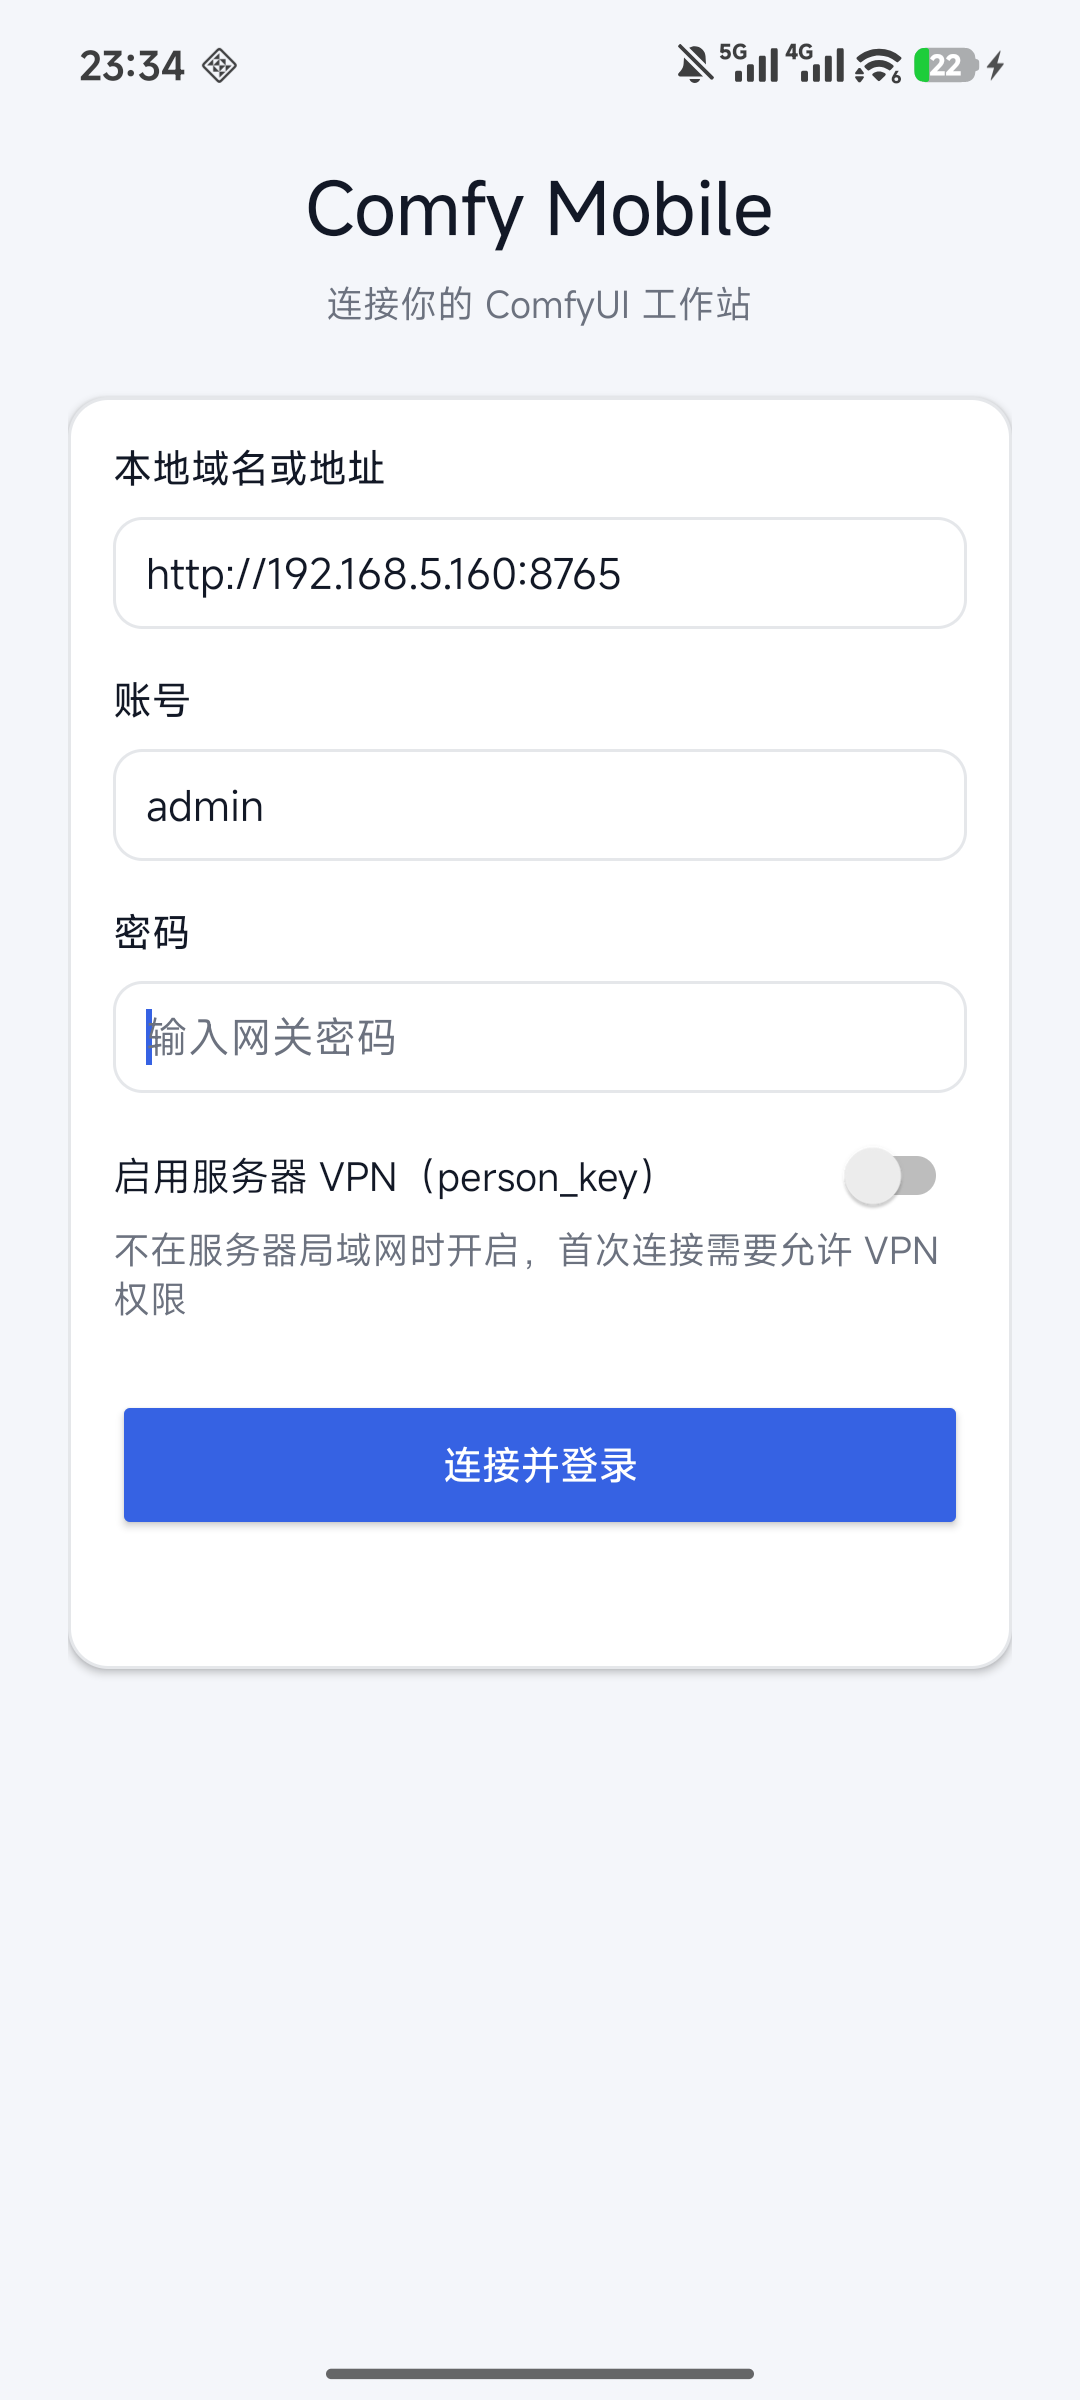 23:34 5G 4G 6 22
Comfy Mobile
连接你的 ComfyUI 工作站
本地域名或地址
http://192.168.5.160:8765
账号
admin
密码
输入网关密码
启用服务器 VPN（person_key）
不在服务器局域网时开启，首次连接需要允许 VPN
权限
连接并登录